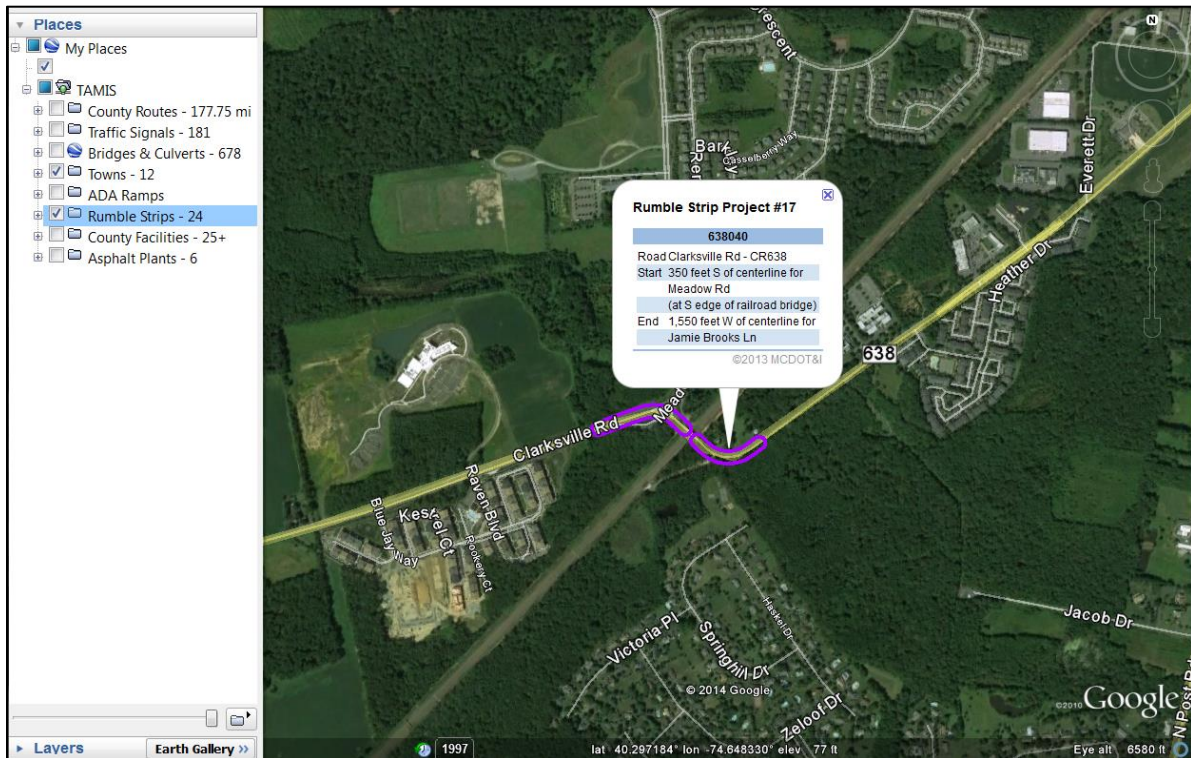 Places
My Places
TAMIS
County Routes - 177.75 mi
Traffic Signals - 181
Bridges & Culverts - 678
Towns - 12
ADA Ramps
Rumble Strips - 24
County Facilities - 25+
Asphalt Plants - 6
Layers
Earth Gallery »
Crescent
N
Casselberry Way
Everett Dr
Heather Dr
638
Rumble Strip Project #17
638040
Road Clarksville Rd - CR638
Start 350 feet S of centerline for
Meadow Rd
(at S edge of railroad bridge)
End 1,550 feet W of centerline for
Jamie Brooks Ln
©2013 MCDOT&I
Clarksville Rd
Raven Blvd
Kestrel Ct
Blue Jay Way
Rookery Ct
Haskel Dr
Jacob Dr
Victoria Pl
Springhill Dr
Zeloof Dr
N Post Rd
© 2014 Google
©2010 Google
1997
lat 40.297184° lon -74.648330° elev 77 ft
Eye alt 6580 ft